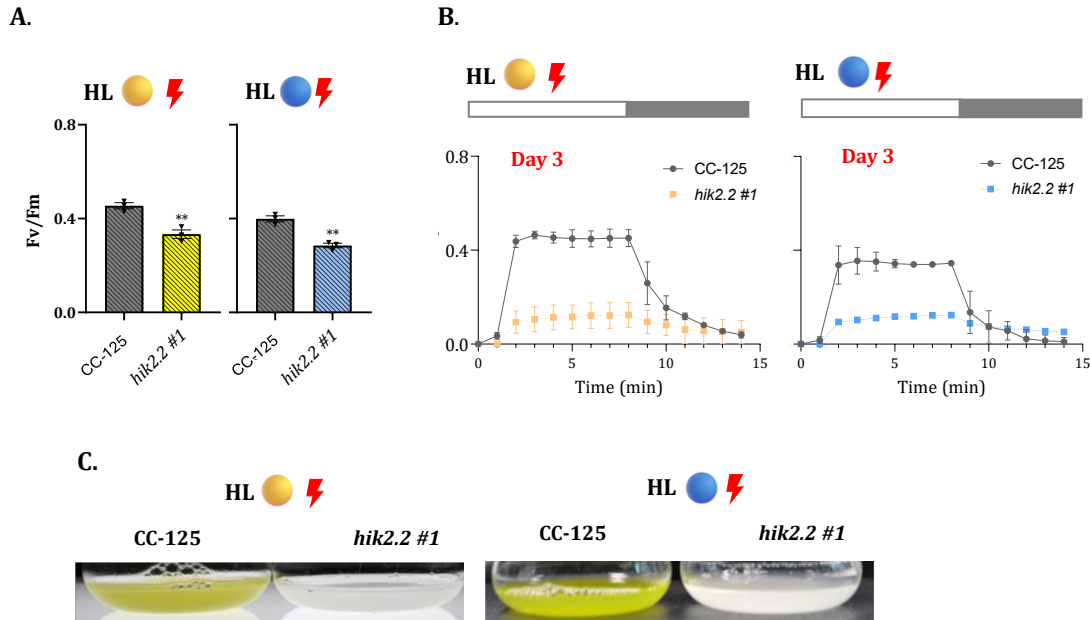 A.
HL
HL
Fv/Fm
0.8
0.4
0.0
**
**
CC-125
hik2.2 #1
CC-125
hik2.2 #1
B.
HL
HL
Day 3
CC-125
hik2.2 #1
0.8
0.4
0.0
0
5
10
15
Time (min)
Day 3
CC-125
hik2.2 #1
0
5
10
15
Time (min)
C.
HL
HL
CC-125
hik2.2 #1
CC-125
hik2.2 #1